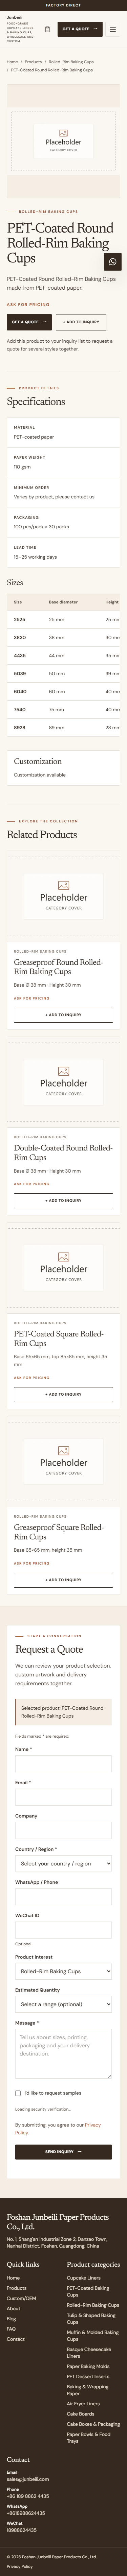 FACTORY DIRECT
Junbeili
FOOD-GRADE
CUPCAKE LINERS
& BAKING CUPS,
WHOLESALE AND
CUSTOM
GET A QUOTE →
Home / Products / Rolled-Rim Baking Cups
/ PET-Coated Round Rolled-Rim Baking Cups
Placeholder
CATEGORY COVER
ROLLED-RIM BAKING CUPS
PET-Coated Round
Rolled-Rim Baking
Cups
PET-Coated Round Rolled-Rim Baking Cups
made from PET-coated paper.
ASK FOR PRICING
GET A QUOTE →
+ ADD TO INQUIRY
Add this product to your inquiry list to request a
quote for several styles together.
PRODUCT DETAILS
Specifications
MATERIAL
PET-coated paper
PAPER WEIGHT
110 gsm
MINIMUM ORDER
Varies by product, please contact us
PACKAGING
100 pcs/pack × 30 packs
LEAD TIME
15–25 working days
Sizes
Size Base diameter Height
2525 25 mm 25 mm
3830 38 mm 30 mm
4435 44 mm 35 mm
5039 50 mm 39 mm
6040 60 mm 40 mm
7540 75 mm 40 mm
8928 89 mm 28 mm
Customization
Customization available
EXPLORE THE COLLECTION
Related Products
Placeholder
CATEGORY COVER
ROLLED-RIM BAKING CUPS
Greaseproof Round Rolled-
Rim Baking Cups
Base Ø 38 mm · Height 30 mm
ASK FOR PRICING
+ ADD TO INQUIRY
Placeholder
CATEGORY COVER
ROLLED-RIM BAKING CUPS
Double-Coated Round Rolled-
Rim Cups
Base Ø 38 mm · Height 30 mm
ASK FOR PRICING
+ ADD TO INQUIRY
Placeholder
CATEGORY COVER
ROLLED-RIM BAKING CUPS
PET-Coated Square Rolled-
Rim Cups
Base 65×65 mm, top 85×85 mm, height 35
mm
ASK FOR PRICING
+ ADD TO INQUIRY
Placeholder
CATEGORY COVER
ROLLED-RIM BAKING CUPS
Greaseproof Square Rolled-
Rim Cups
Base 65×65 mm, height 35 mm
ASK FOR PRICING
+ ADD TO INQUIRY
START A CONVERSATION
Request a Quote
We can review your product selection,
custom artwork and delivery
requirements together.
Selected product: PET-Coated Round
Rolled-Rim Baking Cups
Fields marked * are required.
Name *
Email *
Company
Country / Region *
Select your country / region
WhatsApp / Phone
WeChat ID
Optional
Product Interest
Rolled-Rim Baking Cups
Estimated Quantity
Select a range (optional)
Message *
Tell us about sizes, printing,
food use, packaging and your delivery
destination.
I'd like to request samples
Loading security verification…
By submitting, you agree to our Privacy
Policy.
SEND INQUIRY →
Foshan Junbeili Paper Products
Co., Ltd.
No. 1, Shang'an Industrial Zone 2, Danzao Town,
Nanhai District, Foshan, Guangdong, China
Quick links
Home
Products
Custom/OEM
About
Blog
FAQ
Contact
Product categories
Cupcake Liners
PET-Coated Baking
Cups
Rolled-Rim Baking Cups
Tulip & Shaped Baking
Cups
Muffin & Molded Baking
Cups
Basque Cheesecake
Liners
Paper Baking Molds
PET Dessert Inserts
Baking & Wrapping
Paper
Air Fryer Liners
Cake Boards
Cake Boxes & Packaging
Paper Bowls & Food
Trays
Contact
Email
sales@junbeili.com
Phone
WhatsApp
WeChat
© 2026 Foshan Junbeili Paper Products Co., Ltd.
Privacy Policy